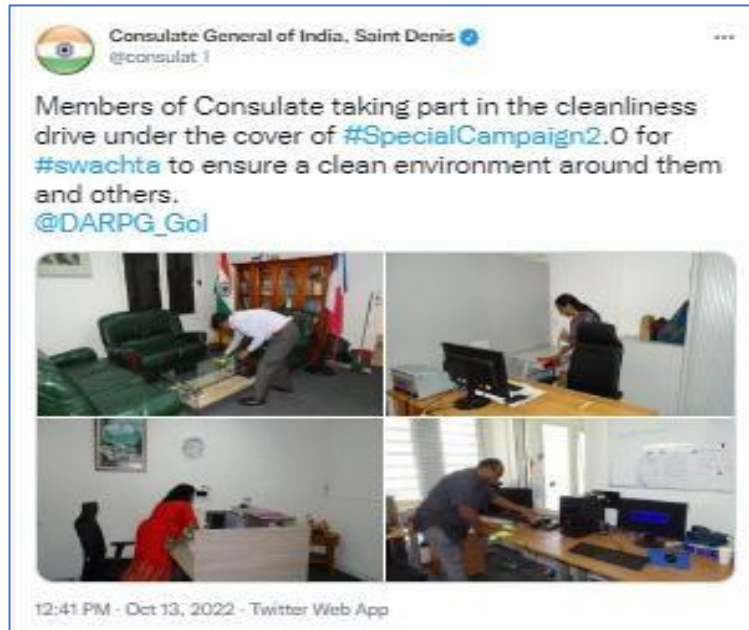 Consulate General of India, Saint Denis
@consulat 1
Members of Consulate taking part in the cleanliness
drive under the cover of #SpecialCampaign2.0 for
#swachta to ensure a clean environment around them
and others.
@DARPG_GoI
12:41 PM · Oct 13, 2022 · Twitter Web App